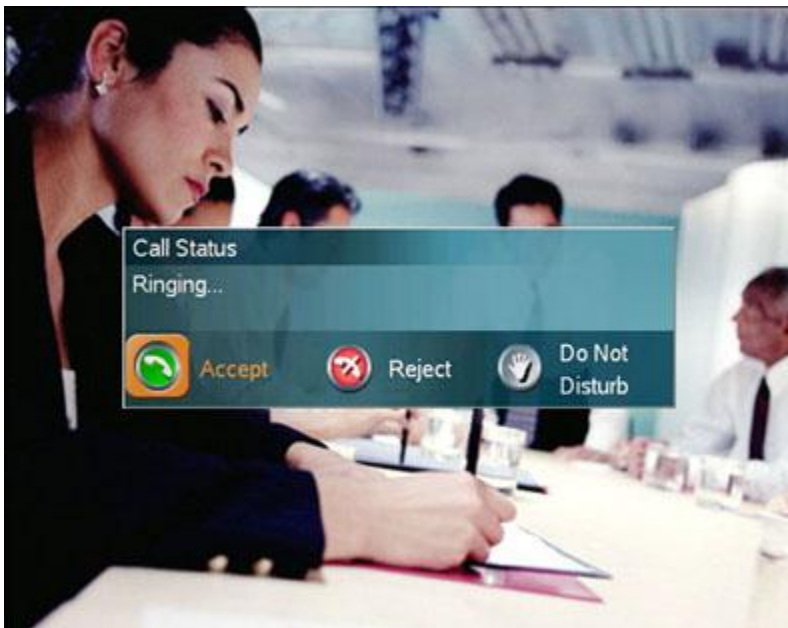 Call Status
Ringing...
Accept
Reject
Do Not
Disturb